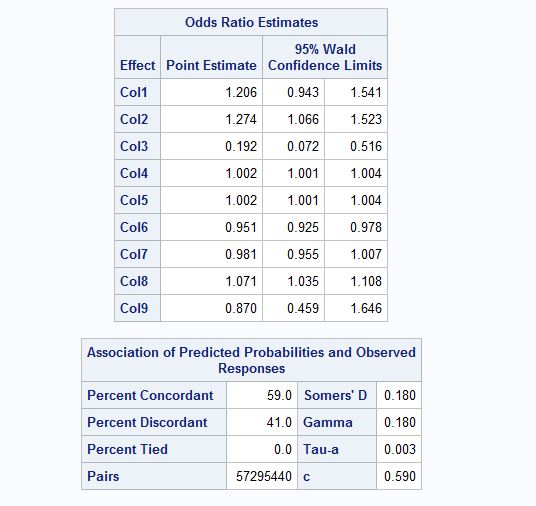 Odds Ratio Estimates
95% Wald
Effect Point Estimate Confidence Limits
Col1 1.206 0.943 1.541
Col2 1.274 1.066 1.523
Col3 0.192 0.072 0.516
Col4 1.002 1.001 1.004
Col5 1.002 1.001 1.004
Col6 0.951 0.925 0.978
Col7 0.981 0.955 1.007
Col8 1.071 1.035 1.108
Col9 0.870 0.459 1.646
Association of Predicted Probabilities and Observed
Responses
Percent Concordant 59.0 Somers' D 0.180
Percent Discordant 41.0 Gamma 0.180
Percent Tied 0.0 Tau-a 0.003
Pairs 57295440 c 0.590